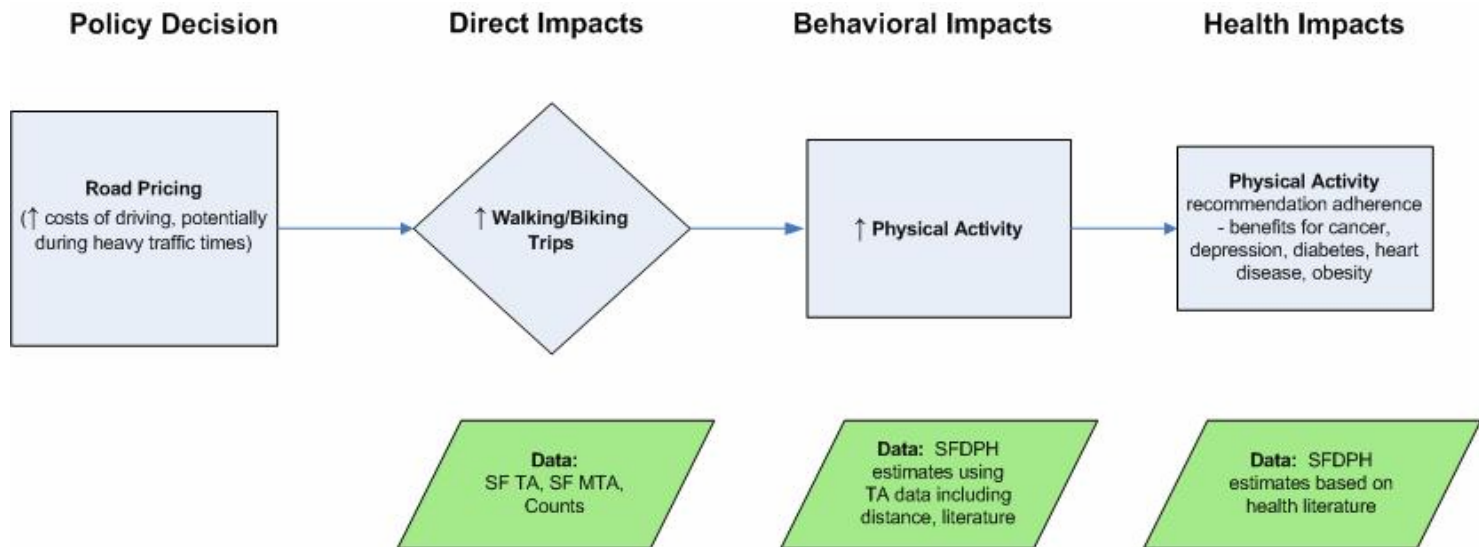 Policy Decision
Direct Impacts
Behavioral Impacts
Health Impacts
Road Pricing
(↑ costs of driving, potentially
during heavy traffic times)
↑ Walking/Biking
Trips
↑ Physical Activity
Physical Activity
recommendation adherence
- benefits for cancer,
depression, diabetes, heart
disease, obesity
Data:
SF TA, SF MTA,
Counts
Data: SFDPH
estimates using
TA data including
distance, literature
Data: SFDPH
estimates based on
health literature